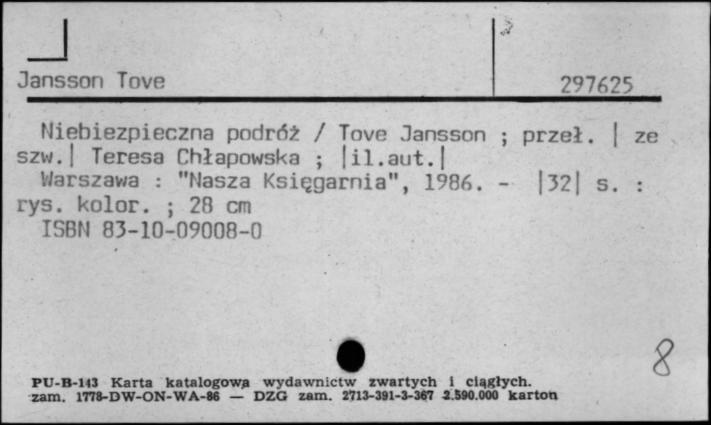 Jansson Tove 297625
Niebiezpieczna podróż / Tove Jansson ; przeł. | ze
szw.| Teresa Chłapowska ; |il.aut.|
Warszawa : "Nasza Księgarnia", 1986. - |32| s. :
rys. kolor. ; 28 cm
ISBN 83-10-09008-0
8
PU-B-143 Karta katalogowa wydawnictw zwartych i ciągłych.
zam. 1778-DW-ON-WA-86 — DZG zam. 2713-391-3-367 2.590.000 karton